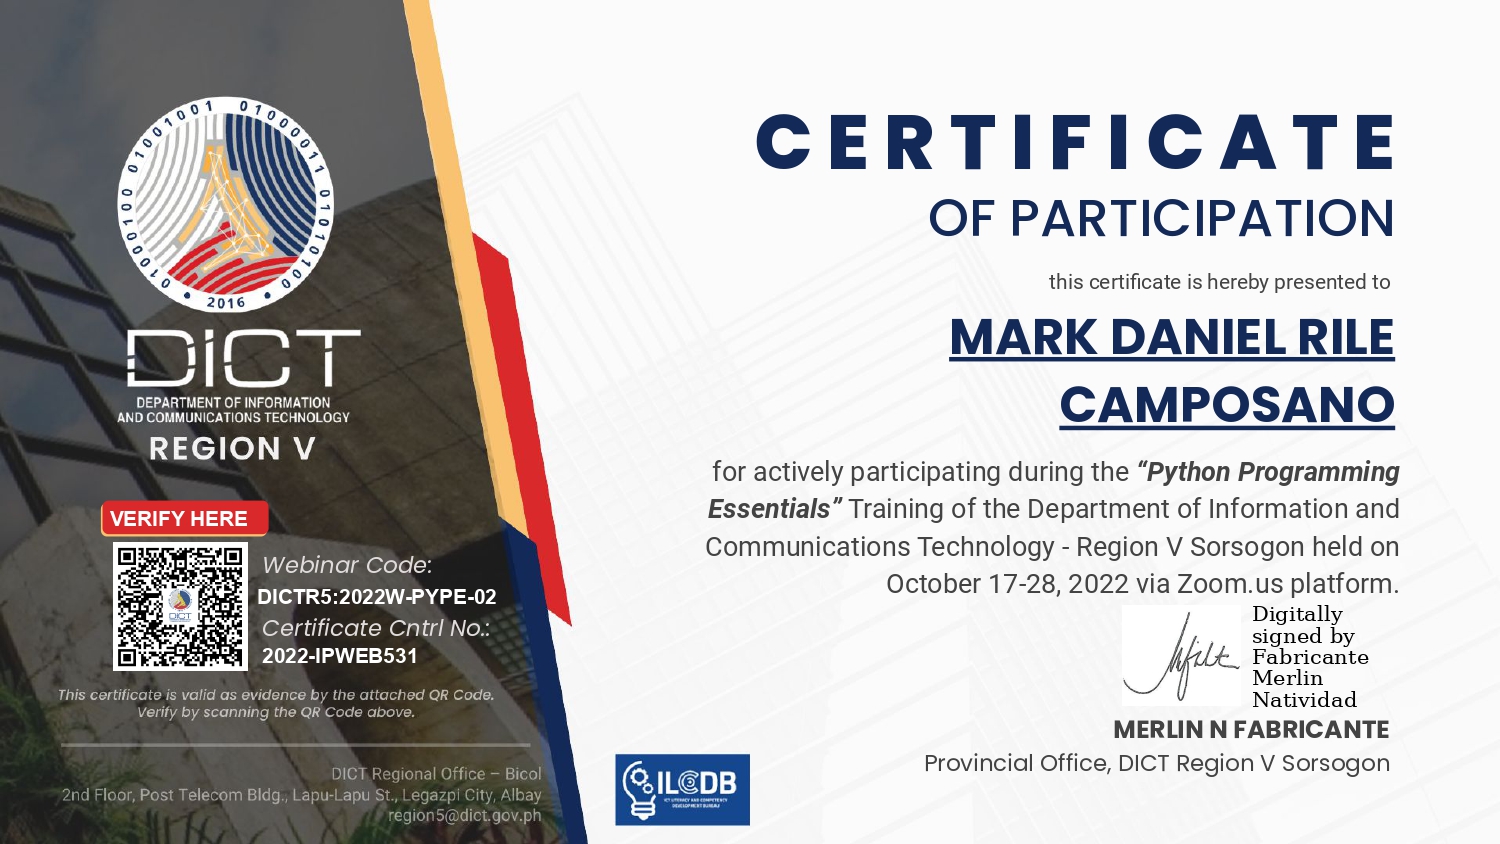 01001001 01000011 01010100 01000100
2016
DICT
DEPARTMENT OF INFORMATION
AND COMMUNICATIONS TECHNOLOGY
REGION V
VERIFY HERE
DICT
Webinar Code:
DICTR5:2022W-PYPE-02
Certificate Cntrl No.:
2022-IPWEB531
This certificate is valid as evidence by the attached QR Code.
Verify by scanning the QR Code above.
DICT Regional Office – Bicol
2nd Floor, Post Telecom Bldg., Lapu-Lapu St., Legazpi City, Albay
region5@dict.gov.ph
CERTIFICATE
OF PARTICIPATION
this certificate is hereby presented to
MARK DANIEL RILE
CAMPOSANO
for actively participating during the “Python Programming
Essentials” Training of the Department of Information and
Communications Technology - Region V Sorsogon held on
October 17-28, 2022 via Zoom.us platform.
Digitally
signed by
Fabricante
Merlin
Natividad
MERLIN N FABRICANTE
Provincial Office, DICT Region V Sorsogon
ILCDB
ICT LITERACY AND COMPETENCY
DEVELOPMENT BUREAU